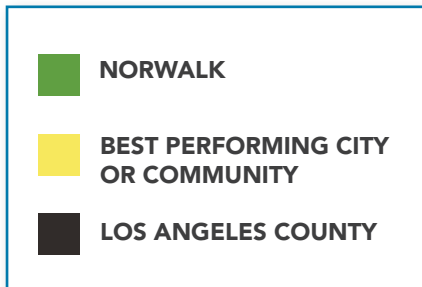 NORWALK
BEST PERFORMING CITY
OR COMMUNITY
LOS ANGELES COUNTY